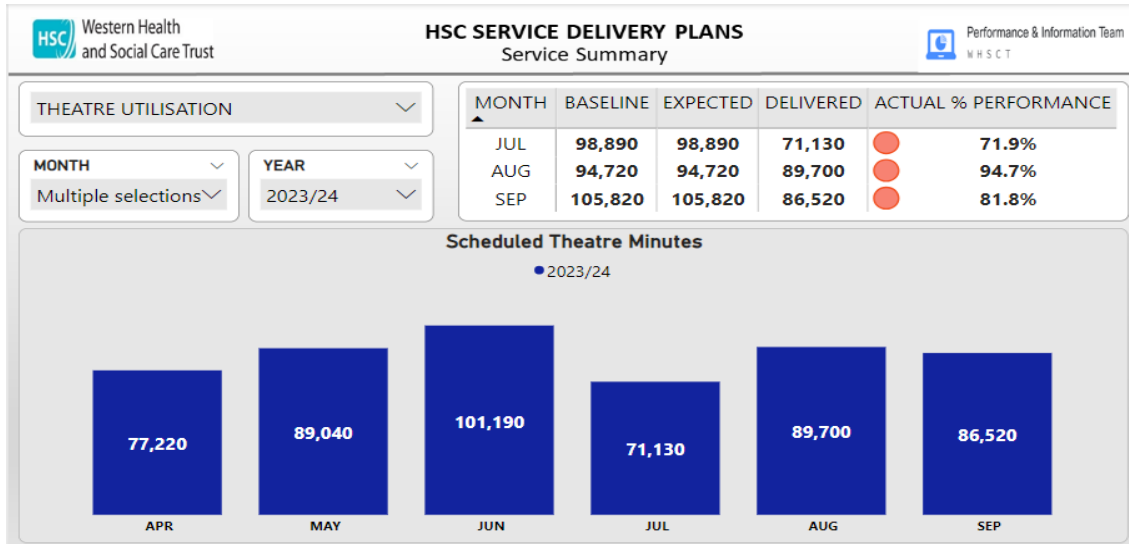 HSC Western Health
and Social Care Trust
HSC SERVICE DELIVERY PLANS
Service Summary
Performance & Information Team
WHSCT
THEATRE UTILISATION
MONTH
Multiple selections
YEAR
2023/24
MONTH BASELINE EXPECTED DELIVERED ACTUAL % PERFORMANCE
JUL 98,890 98,890 71,130 71.9%
AUG 94,720 94,720 89,700 94.7%
SEP 105,820 105,820 86,520 81.8%
Scheduled Theatre Minutes
2023/24
77,220 89,040 101,190 71,130 89,700 86,520
APR MAY JUN JUL AUG SEP